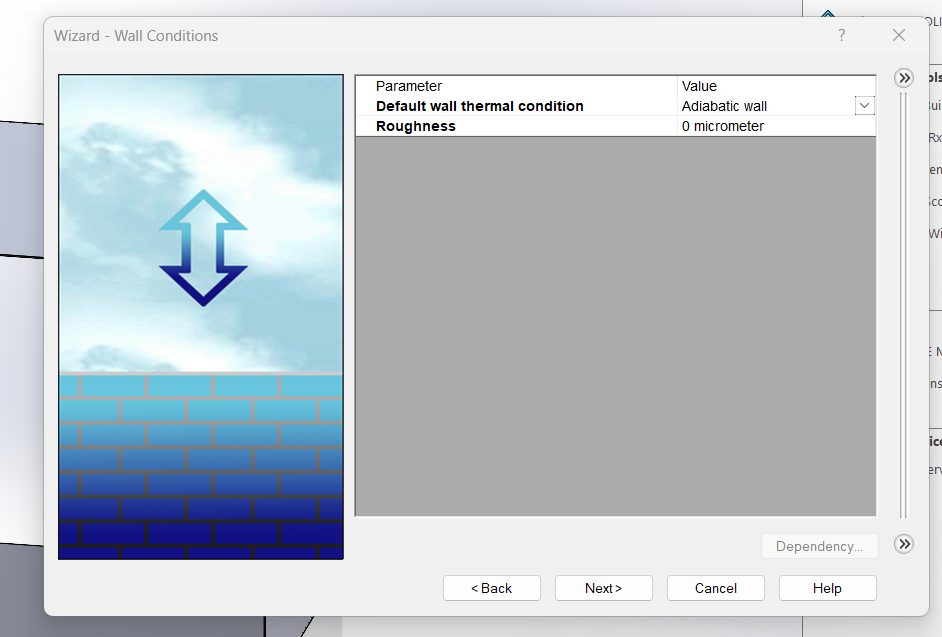 Wizard - Wall Conditions
?
Parameter Value
Default wall thermal condition Adiabatic wall
Roughness 0 micrometer
Dependency...
< Back Next > Cancel Help